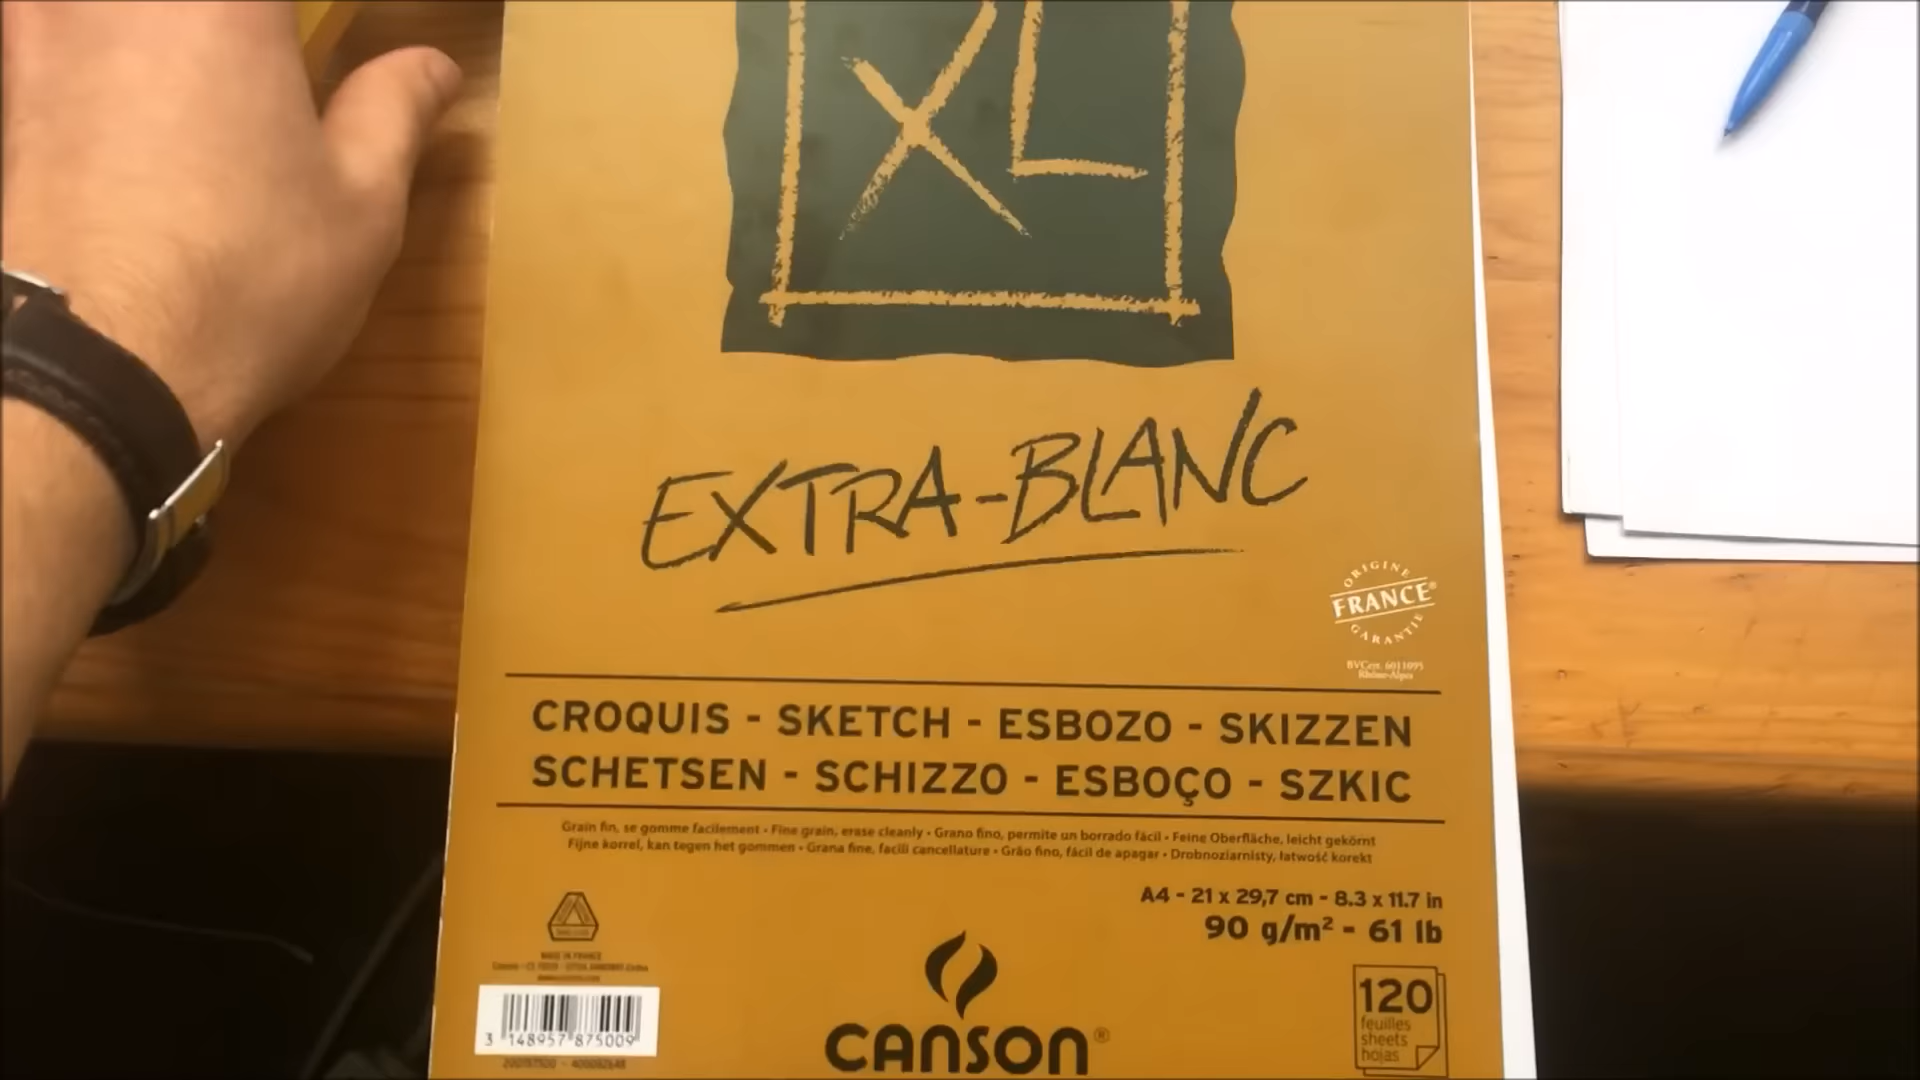 XL
EXTRA-BLANC
ORIGINE
FRANCE®
GARANTIE
BVCert. 6011095
Rhône-Alpes
CROQUIS - SKETCH - ESBOZO - SKIZZEN
SCHETSEN - SCHIZZO - ESBOÇO - SZKIC
Grain fin, se gomme facilement • Fine grain, erase cleanly • Grano fino, permite un borrado fácil • Feine Oberfläche, leicht gekörnt
Fijne korrel, kan tegen het gommen • Grana fine, facili cancellature • Grão fino, fácil de apagar • Drobnoziarnisty, łatwość korekt
A4 - 21 x 29,7 cm - 8.3 x 11.7 in
90 g/m² - 61 lb
MADE IN FRANCE
3 148957 875009
CANSON®
120
feuilles
sheets
hojas